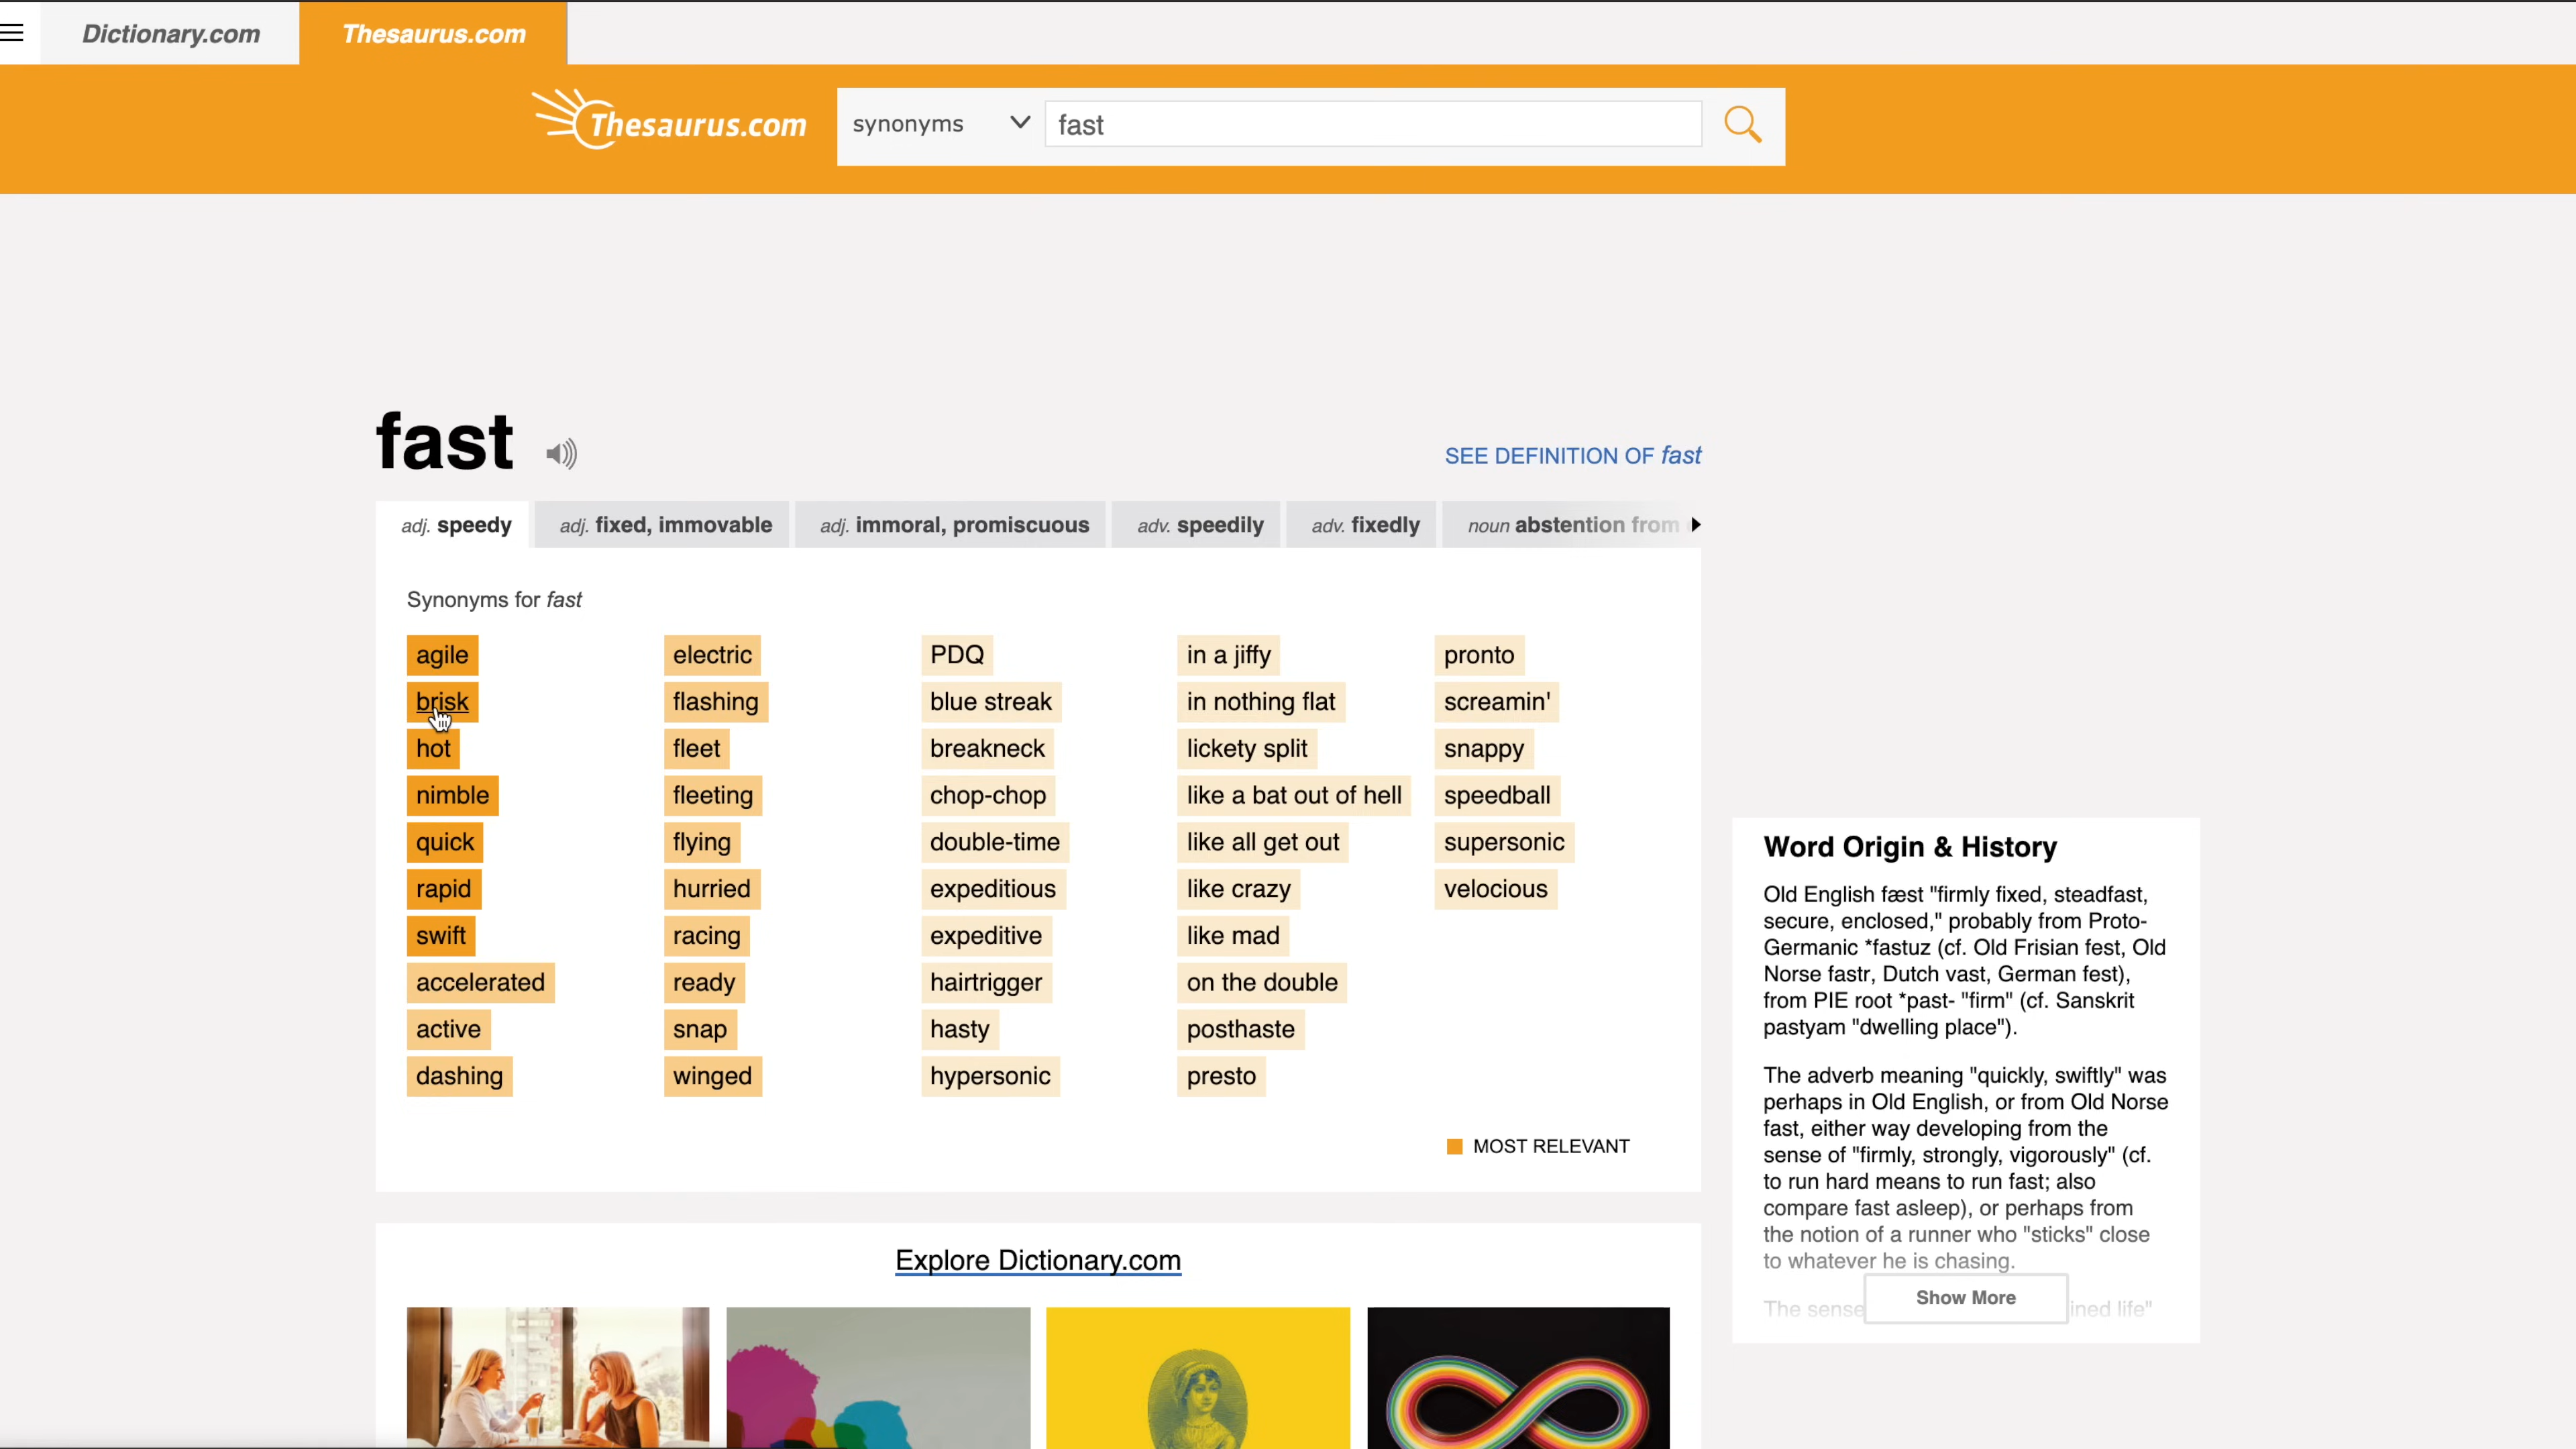 Dictionary.com
Thesaurus.com
Thesaurus.com
synonyms
fast
fast
SEE DEFINITION OF fast
adj. speedy
adj. fixed, immovable
adj. immoral, promiscuous
adv. speedily
adv. fixedly
noun abstention from
Synonyms for fast
agile
brisk
hot
nimble
quick
rapid
swift
accelerated
active
dashing
electric
flashing
fleet
fleeting
flying
hurried
racing
ready
snap
winged
PDQ
blue streak
breakneck
chop-chop
double-time
expeditious
expeditive
hairtrigger
hasty
hypersonic
in a jiffy
in nothing flat
lickety split
like a bat out of hell
like all get out
like crazy
like mad
on the double
posthaste
presto
pronto
screamin'
snappy
speedball
supersonic
velocious
MOST RELEVANT
Explore Dictionary.com
Word Origin & History
Old English fæst "firmly fixed, steadfast,
secure, enclosed," probably from Proto-
Germanic *fastuz (cf. Old Frisian fest, Old
Norse fastr, Dutch vast, German fest),
from PIE root *past- "firm" (cf. Sanskrit
pastyam "dwelling place").
The adverb meaning "quickly, swiftly" was
perhaps in Old English, or from Old Norse
fast, either way developing from the
sense of "firmly, strongly, vigorously" (cf.
to run hard means to run fast; also
compare fast asleep), or perhaps from
the notion of a runner who "sticks" close
to whatever he is chasing.
The sense
life"
Show More